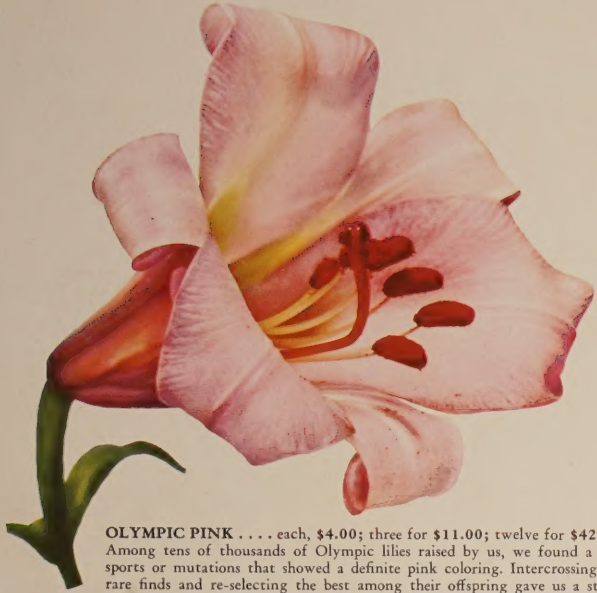 OLYMPIC PINK . . . . each, $4.00; three for $11.00; twelve for $42
Among tens of thousands of Olympic lilies raised by us, we found a
sports or mutations that showed a definite pink coloring. Intercrossing
rare finds and re-selecting the best among their offspring gave us a st